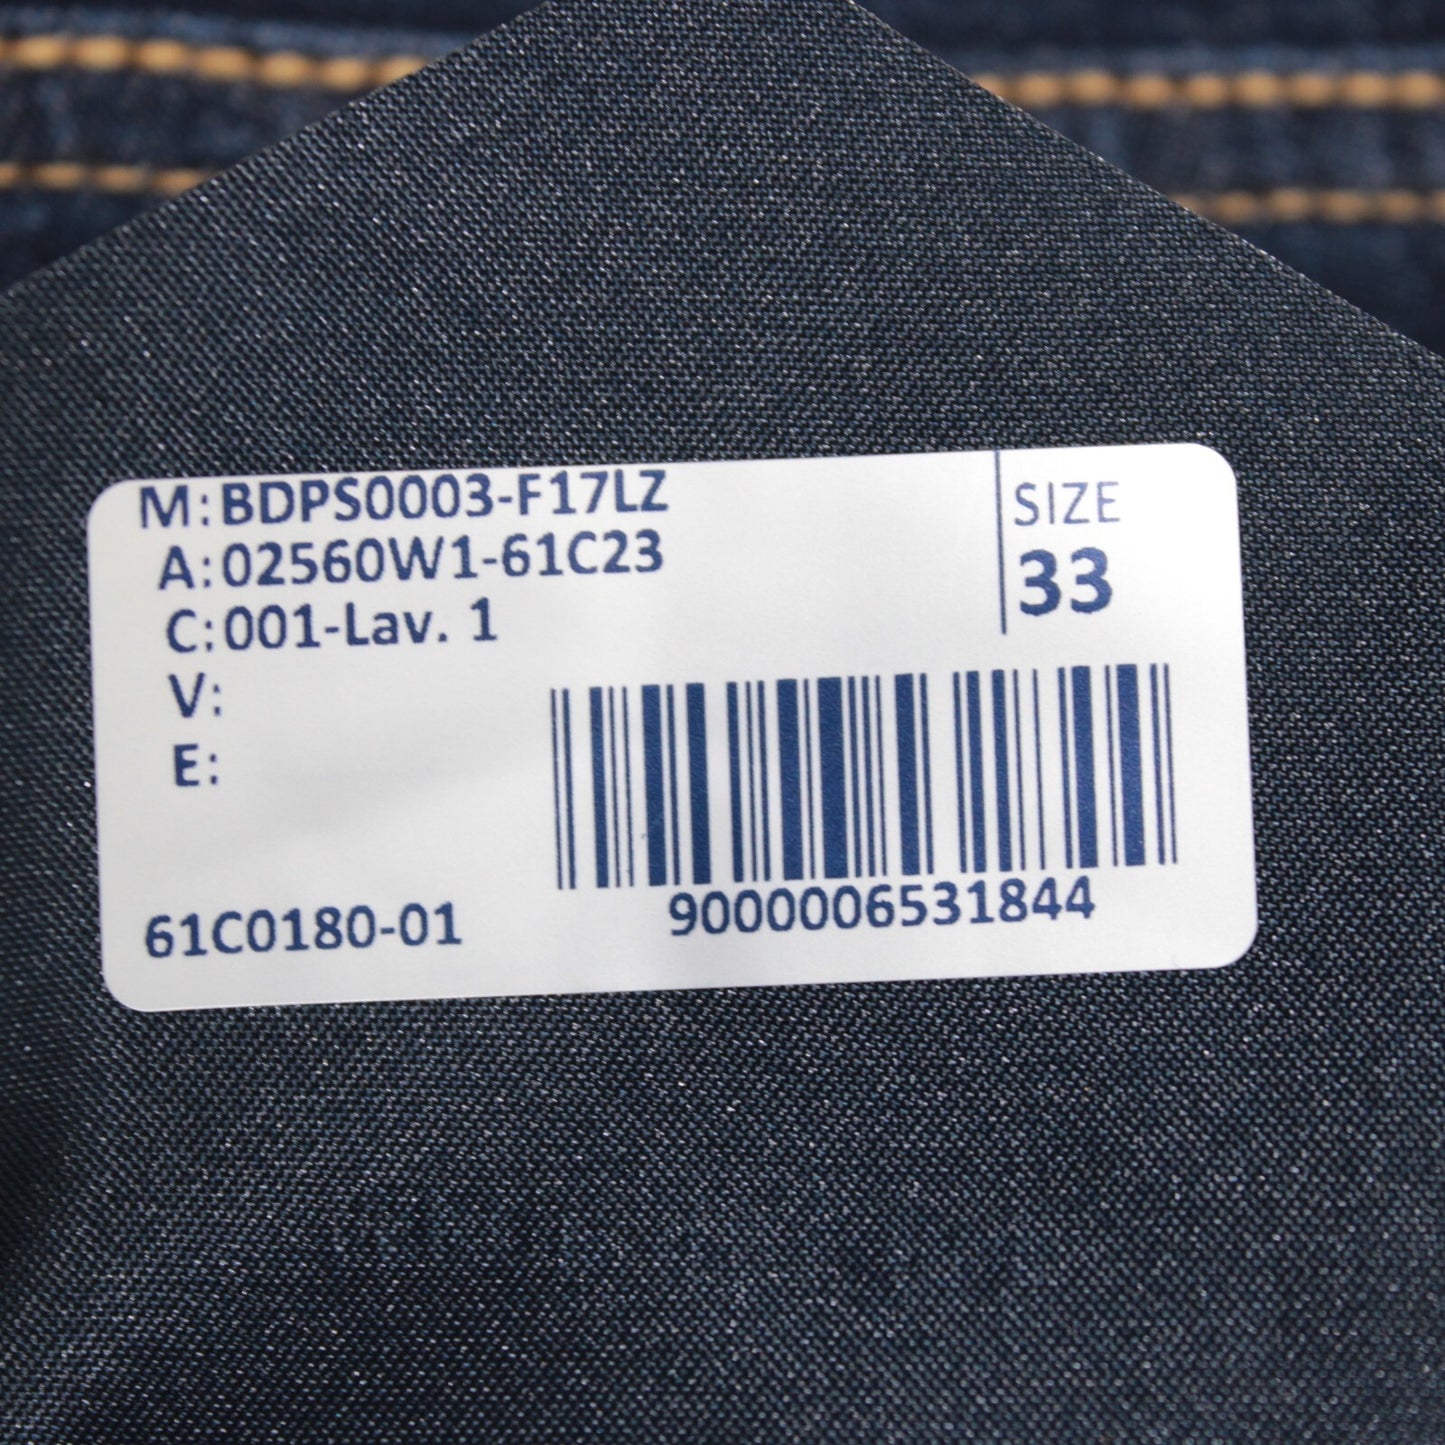 M:BDPS0003-F17LZ
A:02560W1-61C23
C:001-Lav. 1
V:
E:
SIZE
33
61C0180-01
9000006531844